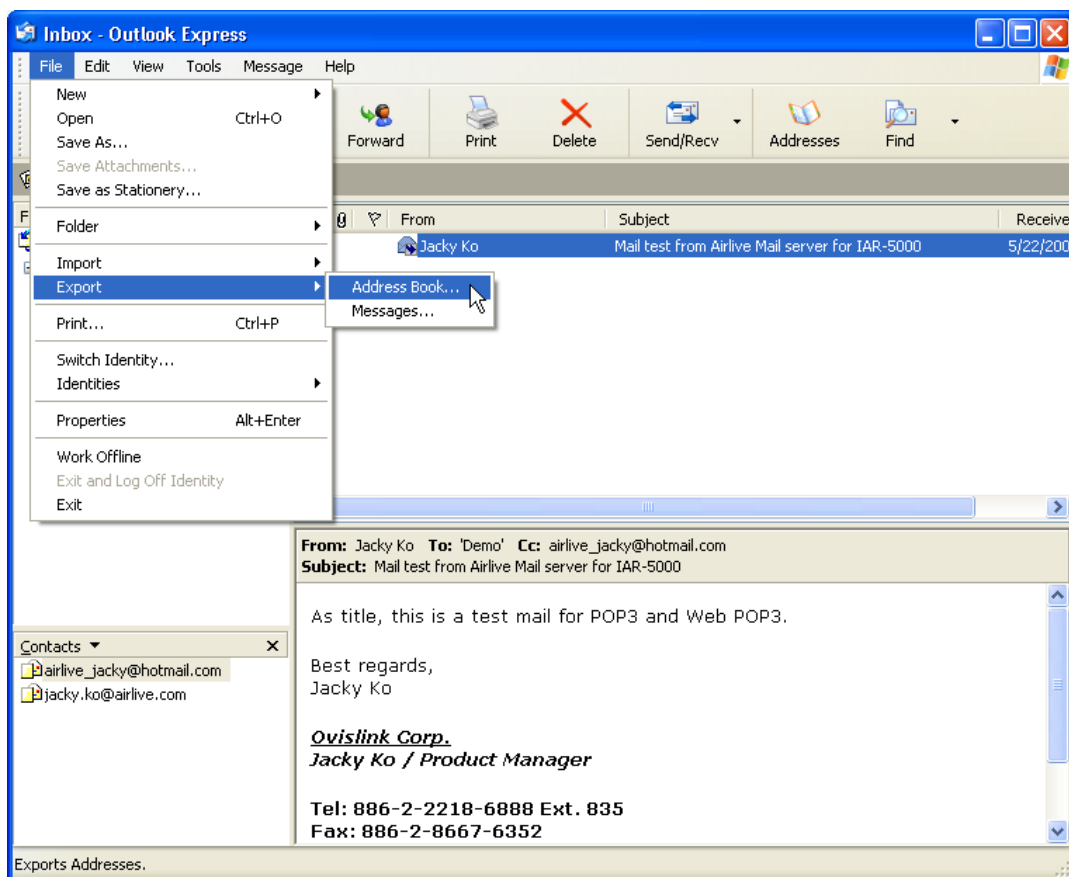 Inbox - Outlook Express
File Edit View Tools Message Help
New
Open Ctrl+O
Save As...
Save Attachments...
Save as Stationery...
Folder
Import
Export
Print... Ctrl+P
Switch Identity...
Identities
Properties Alt+Enter
Work Offline
Exit and Log Off Identity
Exit
Address Book...
Messages...
Forward Print Delete Send/Recv Addresses Find
F
From Subject Receive
Jacky Ko Mail test from Airlive Mail server for IAR-5000 5/22/200
From: Jacky Ko To: 'Demo' Cc: airlive_jacky@hotmail.com
Subject: Mail test from Airlive Mail server for IAR-5000
As title, this is a test mail for POP3 and Web POP3.
Best regards,
Jacky Ko
Ovislink Corp.
Jacky Ko / Product Manager
Tel: 886-2-2218-6888 Ext. 835
Fax: 886-2-8667-6352
Contacts
airlive_jacky@hotmail.com
jacky.ko@airlive.com
Exports Addresses.